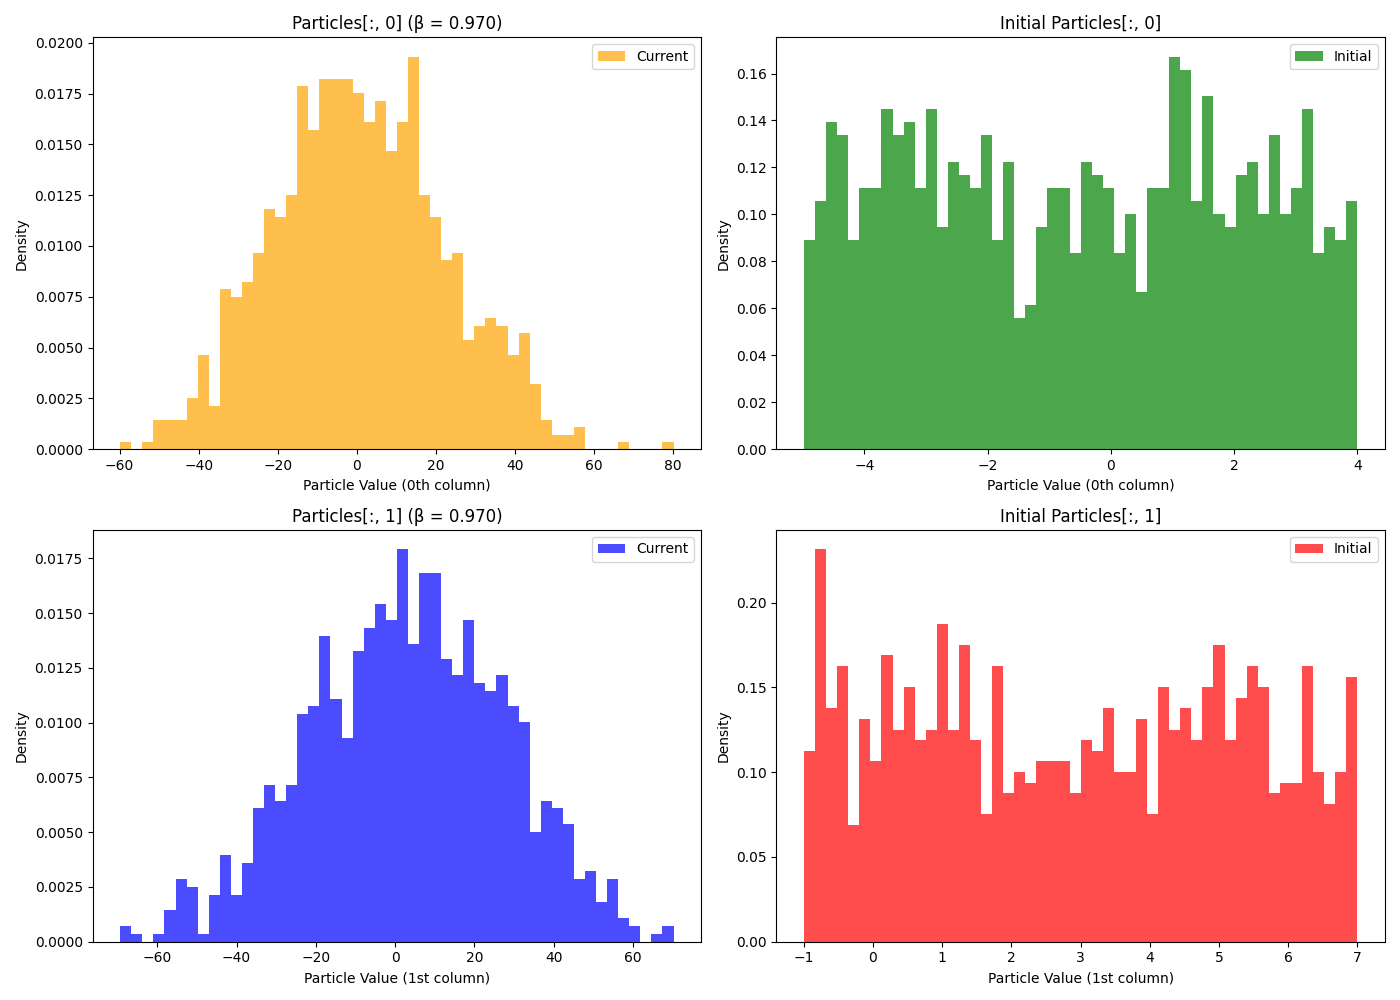 Particles[:, 0] (β = 0.970)
Density
0.0200
0.0175
0.0150
0.0125
0.0100
0.0075
0.0050
0.0025
0.0000
Current
−60 −40 −20 0 20 40 60 80
Particle Value (0th column)
Initial Particles[:, 0]
Density
0.16
0.14
0.12
0.10
0.08
0.06
0.04
0.02
0.00
Initial
−4 −2 0 2 4
Particle Value (0th column)
Particles[:, 1] (β = 0.970)
Density
0.0175
0.0150
0.0125
0.0100
0.0075
0.0050
0.0025
0.0000
Current
−60 −40 −20 0 20 40 60
Particle Value (1st column)
Initial Particles[:, 1]
Density
0.20
0.15
0.10
0.05
0.00
Initial
−1 0 1 2 3 4 5 6 7
Particle Value (1st column)